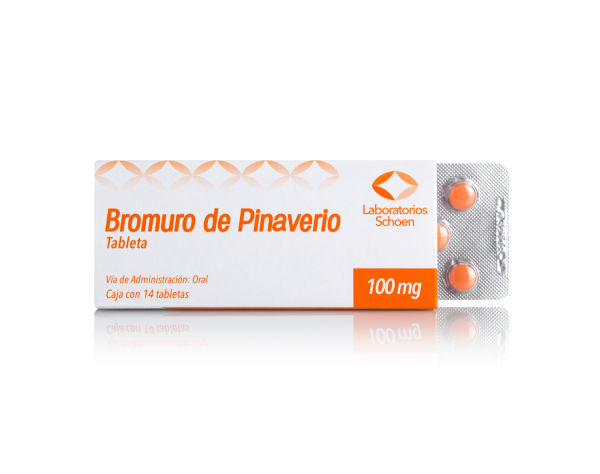 Bromuro de Pinaverio
Tableta
Vía de Administración: Oral
Caja con 14 tabletas
Laboratorios
Schoen
100 mg